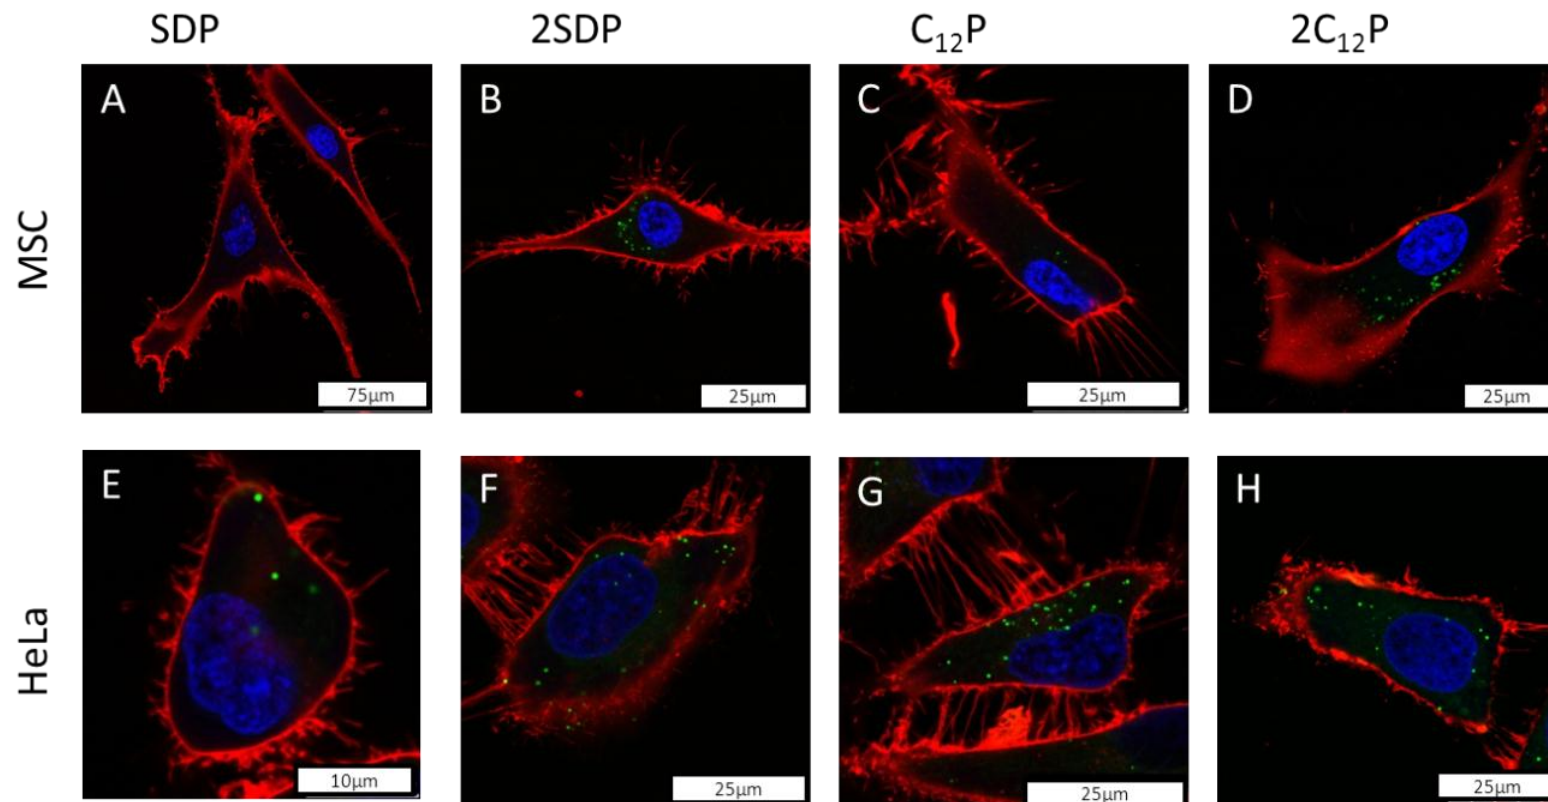 SDP 2SDP C₁₂P 2C₁₂P
MSC
A B C D
75µm 25µm 25µm 25µm
HeLa
E F G H
10µm 25µm 25µm 25µm